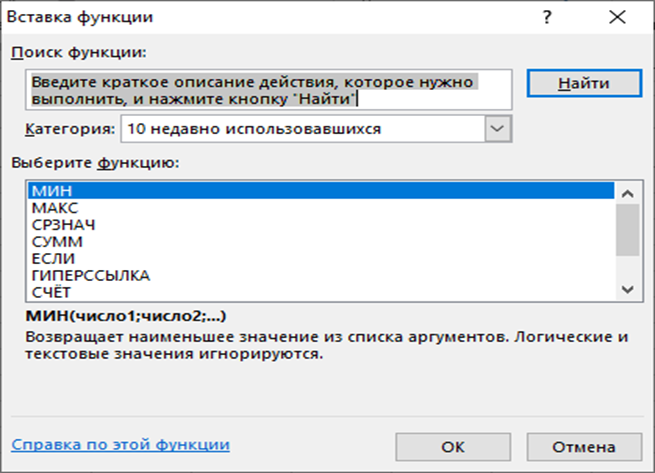 Вставка функции
?
Поиск функции:
Введите краткое описание действия, которое нужно
выполнить, и нажмите кнопку "Найти"
Найти
Категория: 10 недавно использовавшихся
Выберите функцию:
МИН
МАКС
СРЗНАЧ
СУММ
ЕСЛИ
ГИПЕРССЫЛКА
СЧЁТ
МИН(число1;число2;...)
Возвращает наименьшее значение из списка аргументов. Логические и
текстовые значения игнорируются.
Справка по этой функции
ОК
Отмена